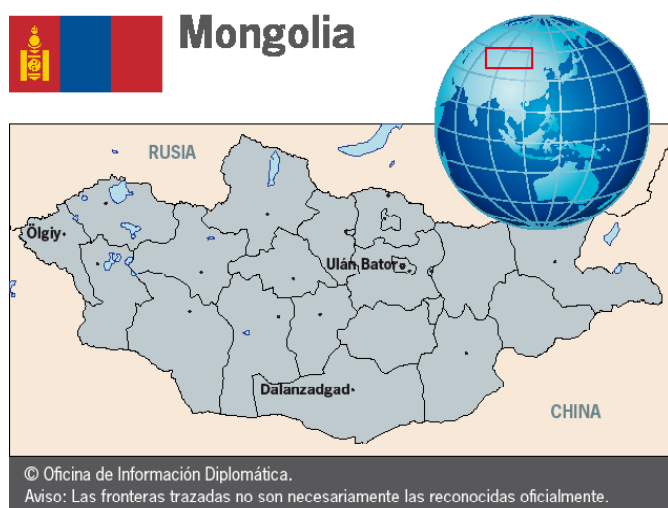 Mongolia
RUSIA
Ölgiy
Ulán Bator
Dalanzadgad
CHINA
© Oficina de Información Diplomática.
Aviso: Las fronteras trazadas no son necesariamente las reconocidas oficialmente.